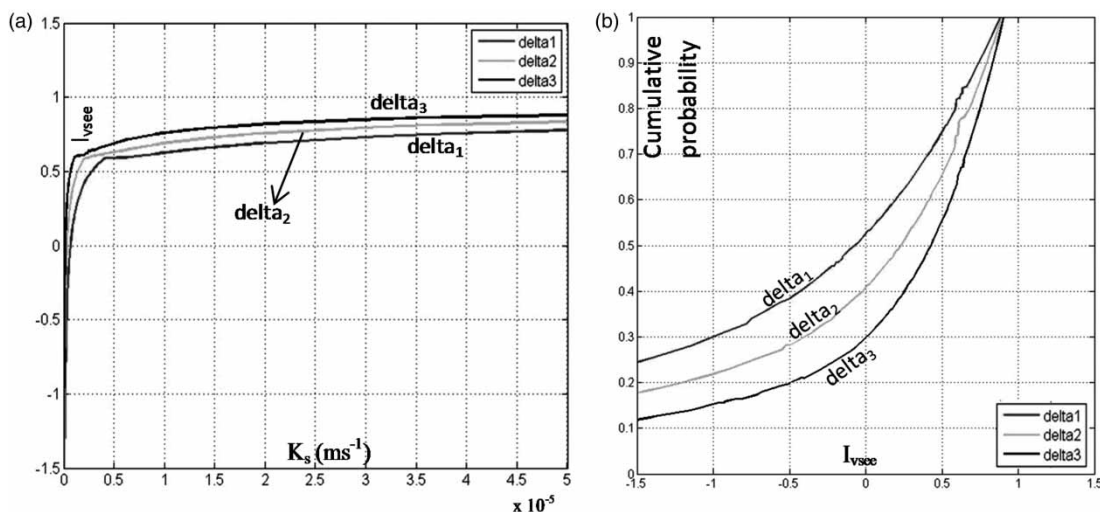 (a)
1.5
1
0.5
0
-0.5
-1
-1.5
I_vsee
delta1
delta2
delta3
delta₃
delta₁
delta₂
K_s (ms⁻¹)
0 0.5 1 1.5 2 2.5 3 3.5 4 4.5 5
x 10⁻⁵
(b)
1
0.9
0.8
0.7
0.6
0.5
0.4
0.3
0.2
0.1
0
Cumulative
probability
delta₁
delta₂
delta₃
delta1
delta2
delta3
I_vsee
-1.5 -1 -0.5 0 0.5 1 1.5